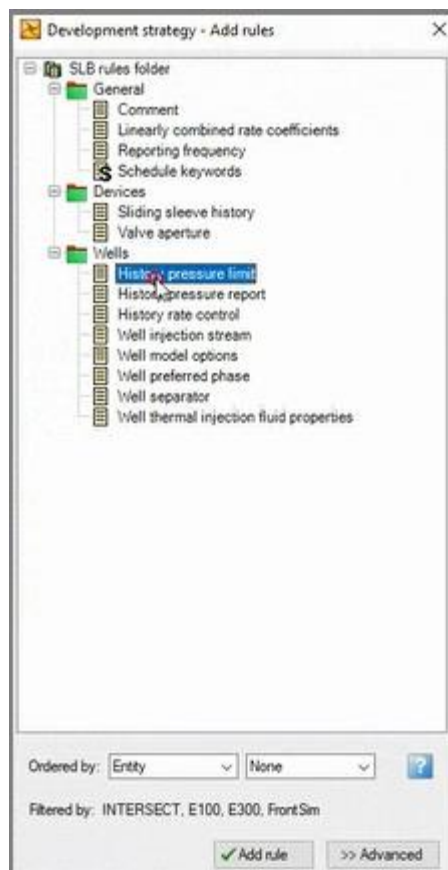 Development strategy - Add rules
SLB rules folder
General
Comment
Linearly combined rate coefficients
Reporting frequency
Schedule keywords
Devices
Sliding sleeve history
Valve aperture
Wells
History pressure limit
History pressure report
History rate control
Well injection stream
Well model options
Well preferred phase
Well separator
Well thermal injection fluid properties
Ordered by: Entity None ?
Filtered by: INTERSECT, E100, E300, FrontSim
Add rule >> Advanced